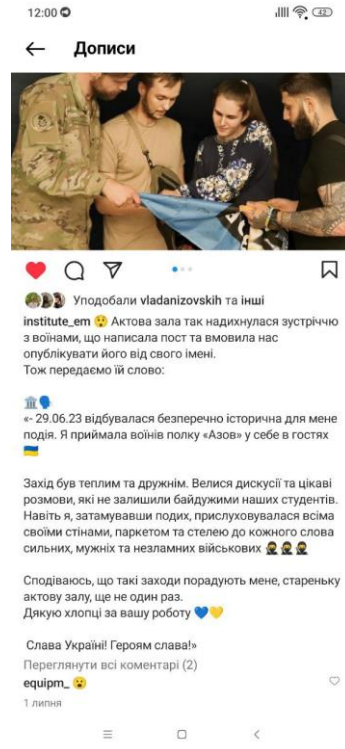 12:00
42
Дописи
Уподобали vladanizovskih та інші
institute_em 😲 Актова зала так надихнулася зустріччю
з воїнами, що написала пост та вмовила нас
опублікувати його від свого імені.
Тож передаємо їй слово:
🏛️🗣️
«- 29.06.23 відбувалася безперечно історична для мене
подія. Я приймала воїнів полку «Азов» у себе в гостях
🇺🇦
Захід був теплим та дружнім. Велися дискусії та цікаві
розмови, які не залишили байдужими наших студентів.
Навіть я, затамувавши подих, прислуховувалася всіма
своїми стінами, паркетом та стелею до кожного слова
сильних, мужніх та незламних військових 🥷🥷🥷
Сподіваюсь, що такі заходи порадують мене, стареньку
актову залу, ще не один раз.
Дякую хлопці за вашу роботу 💙💛
Слава Україні! Героям слава!»
Переглянути всі коментарі (2)
equipm_ 😮
1 липня